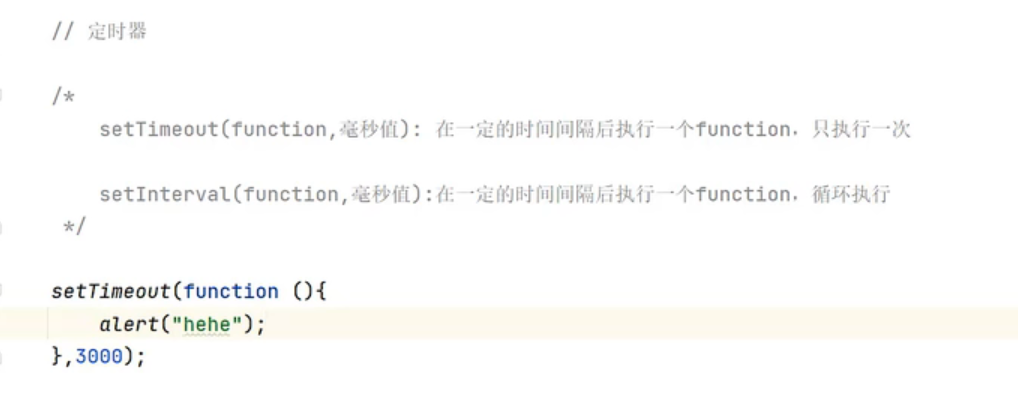 // 定时器
/*
setTimeout(function,毫秒值): 在一定的时间间隔后执行一个function，只执行一次
setInterval(function,毫秒值):在一定的时间间隔后执行一个function，循环执行
*/
setTimeout(function (){
alert("hehe");
},3000);